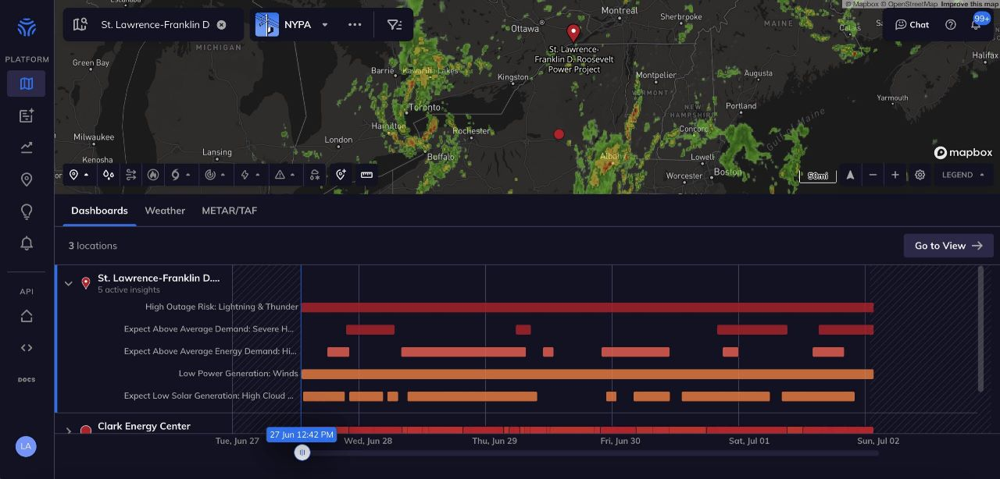 © Mapbox © OpenStreetMap Improve this map
St. Lawrence-Franklin D
NYPA
Chat
99+
Montréal
Sherbrooke
MAINE
Ottawa
Calais
MICHIGAN
St. Lawrence-
Franklin D. Roosevelt
Power Project
Halifax
PLATFORM
Green Bay
Barrie
Kawartha Lakes
Kingston
Montpelier
Augusta
VERMONT
Yarmouth
Toronto
NEW
HAMPSHIRE
Portland
Gulf of Maine
Hamilton
Rochester
Concord
Milwaukee
London
Lansing
Kenosha
Buffalo
Albany
Lowell
mapbox
Worcester
Boston
50mi
LEGEND
Dashboards
Weather
METAR/TAF
3 locations
Go to View
St. Lawrence-Franklin D....
5 active insights
API
High Outage Risk: Lightning & Thunder
Expect Above Average Demand: Severe H...
Expect Above Average Energy Demand: Hi...
Low Power Generation: Winds
DOCS
Expect Low Solar Generation: High Cloud ...
Clark Energy Center
27 Jun 12:42 PM
Tue, Jun 27
Wed, Jun 28
Thu, Jun 29
Fri, Jun 30
Sat, Jul 01
Sun, Jul 02
LA